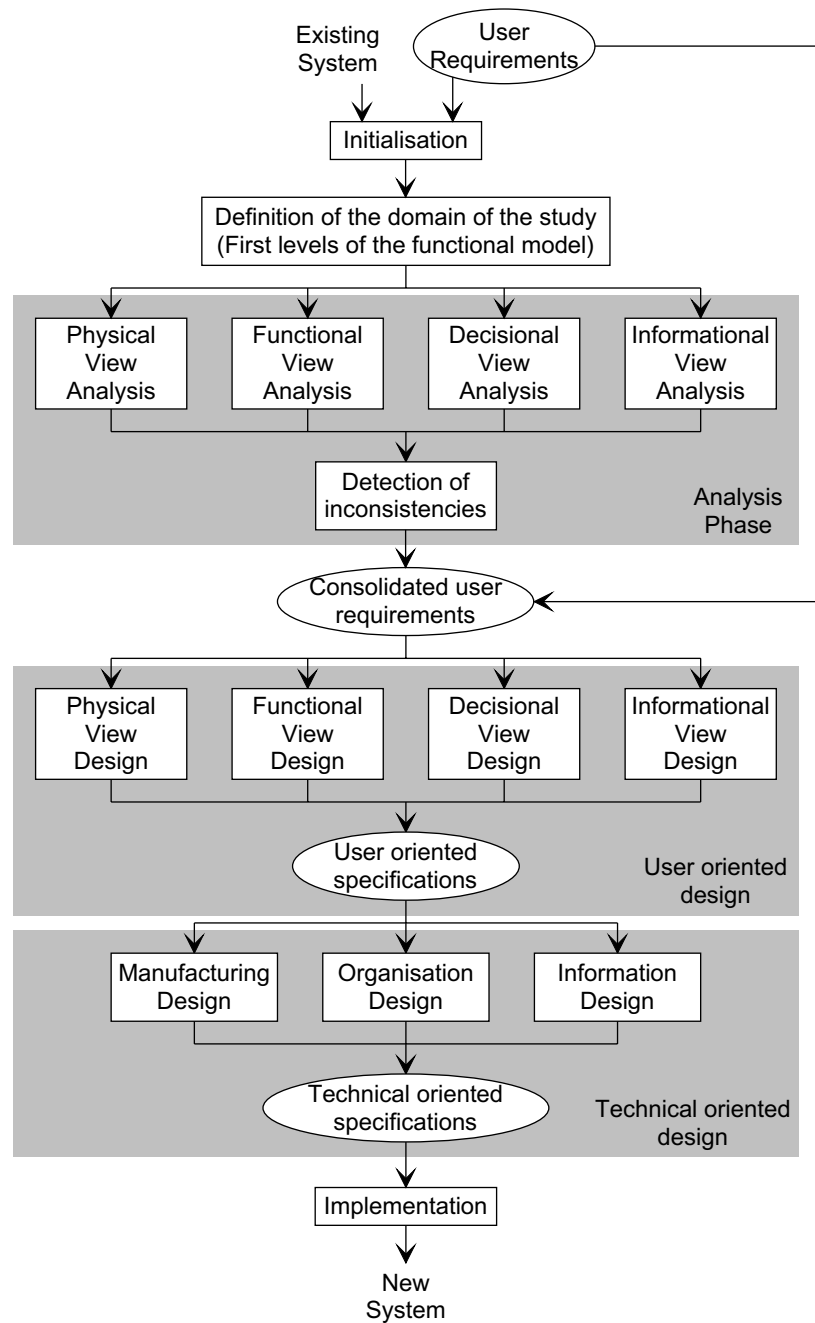 Existing
System
User
Requirements
Initialisation
Definition of the domain of the study
(First levels of the functional model)
Physical
View
Analysis
Functional
View
Analysis
Decisional
View
Analysis
Informational
View
Analysis
Detection of
inconsistencies
Analysis
Phase
Consolidated user
requirements
Physical
View
Design
Functional
View
Design
Decisional
View
Design
Informational
View
Design
User oriented
specifications
User oriented
design
Manufacturing
Design
Organisation
Design
Information
Design
Technical oriented
specifications
Technical oriented
design
Implementation
New
System